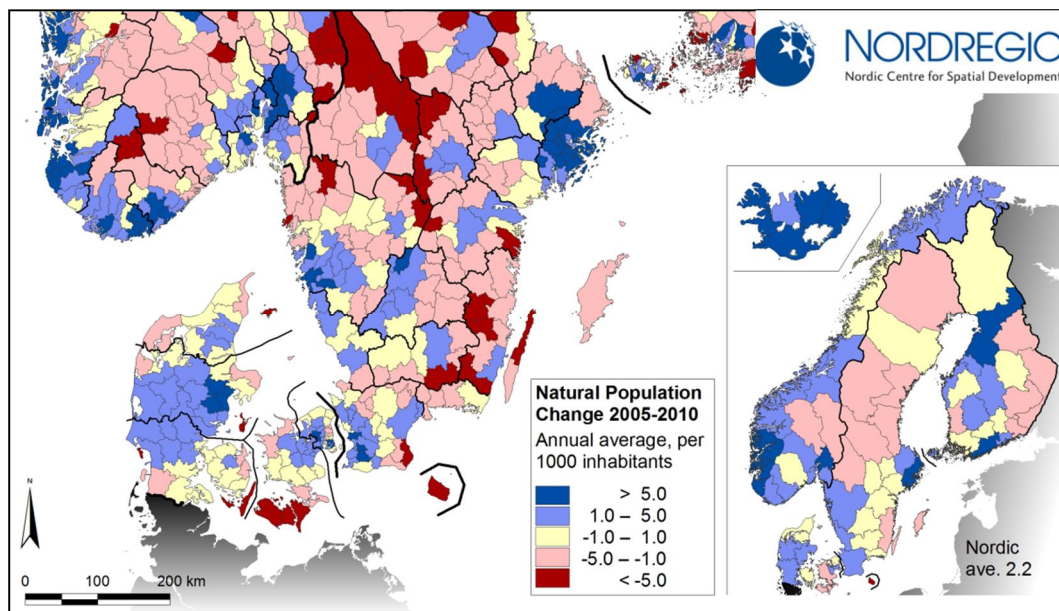 NORDREGIO
Nordic Centre for Spatial Development
Natural Population
Change 2005-2010
Annual average, per
1000 inhabitants
> 5.0
1.0 – 5.0
-1.0 – 1.0
-5.0 – -1.0
< -5.0
N
0 100 200 km
Nordic
ave. 2.2